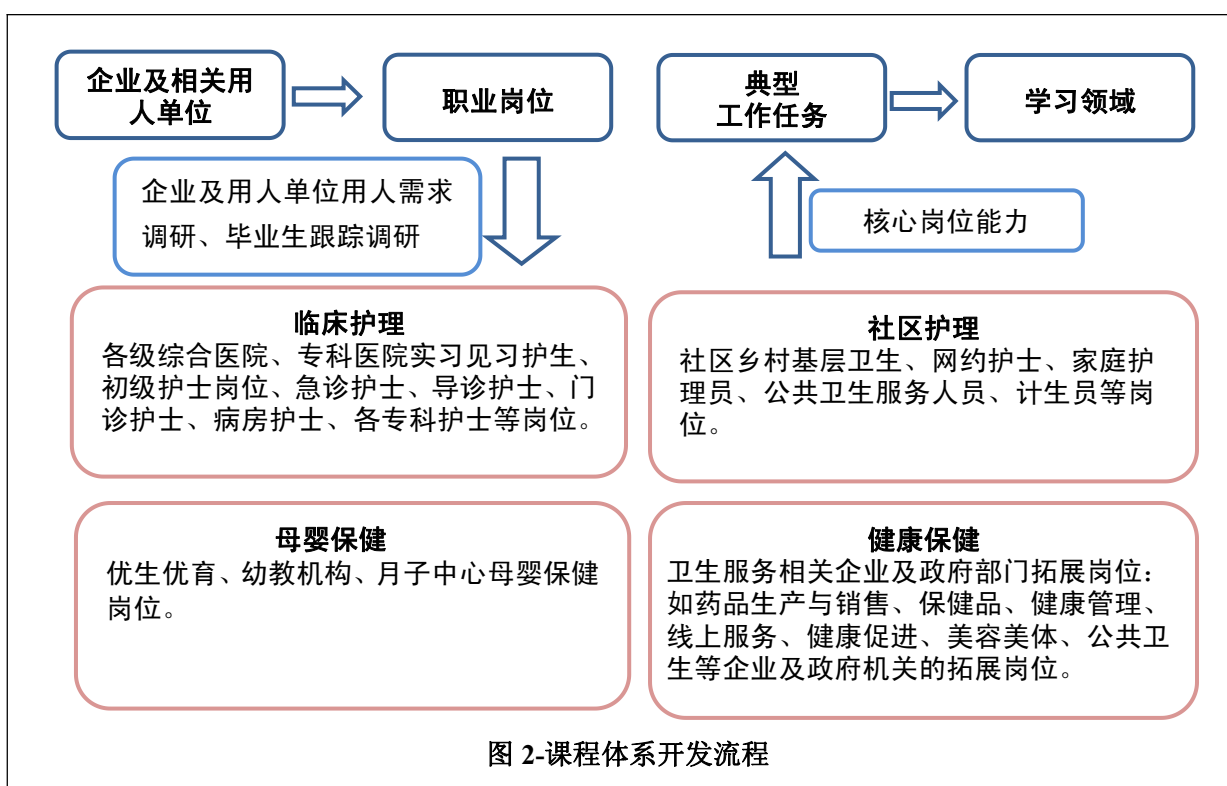 企业及相关用
人单位
职业岗位
典型
工作任务
学习领域
企业及用人单位用人需求
调研、毕业生跟踪调研
核心岗位能力
临床护理
各级综合医院、专科医院实习见习护生、
初级护士岗位、急诊护士、导诊护士、门
诊护士、病房护士、各专科护士等岗位。
社区护理
社区乡村基层卫生、网约护士、家庭护
理员、公共卫生服务人员、计生员等岗
位。
母婴保健
优生优育、幼教机构、月子中心母婴保健
岗位。
健康保健
卫生服务相关企业及政府部门拓展岗位：
如药品生产与销售、保健品、健康管理、
线上服务、健康促进、美容美体、公共卫
生等企业及政府机关的拓展岗位。
图 2-课程体系开发流程